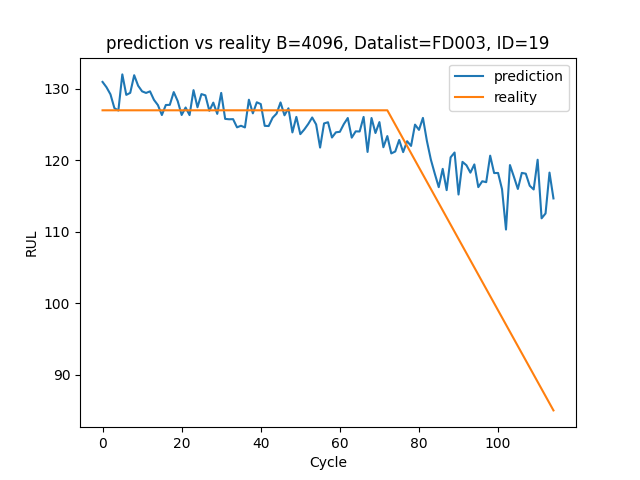 prediction vs reality B=4096, Datalist=FD003, ID=19
prediction
reality
RUL
130
120
110
100
90
0 20 40 60 80 100
Cycle